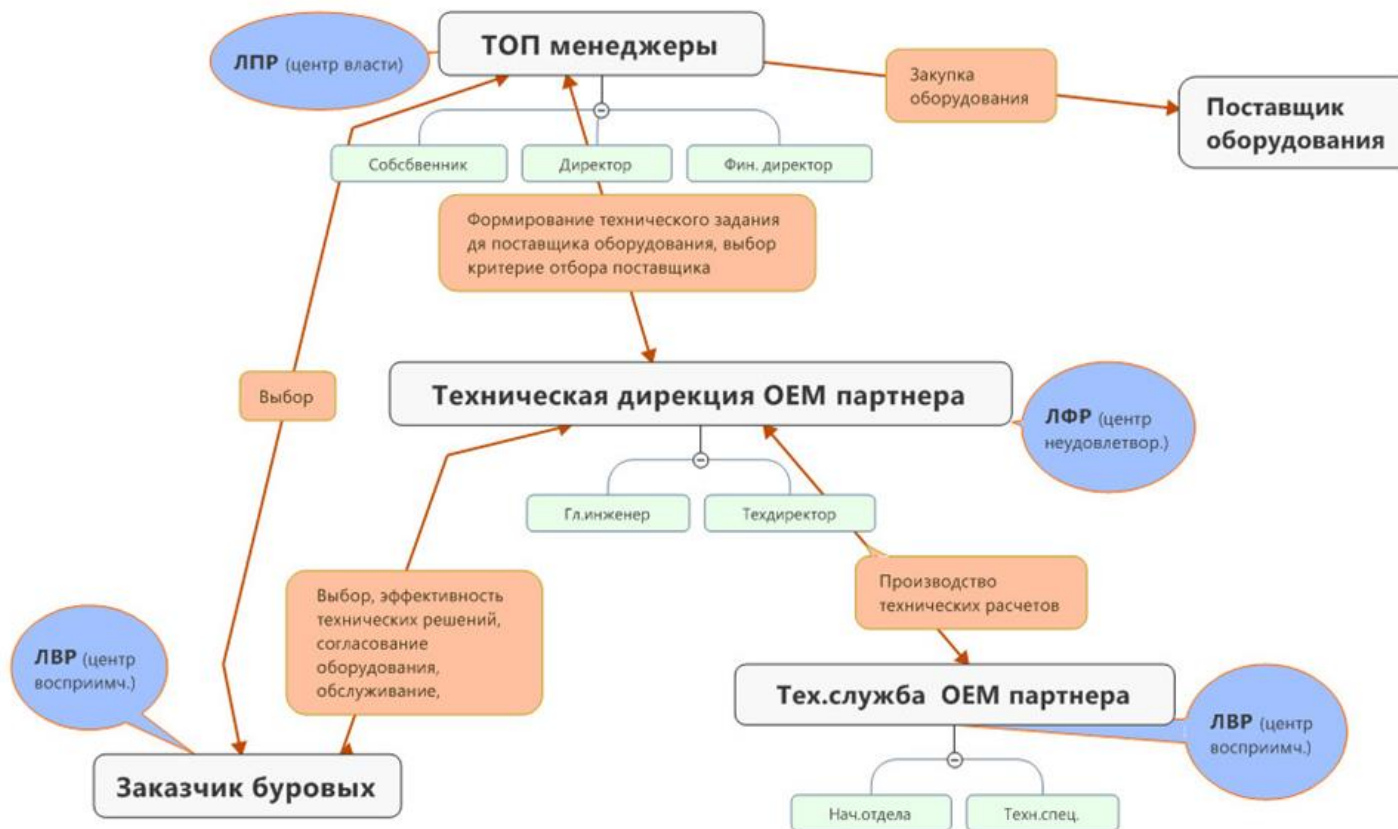 ТОП менеджеры
ЛПР (центр власти)
Закупка
оборудования
Поставщик
оборудования
Собсбвенник
Директор
Фин. директор
Формирование технического задания
дя поставщика оборудования, выбор
критерие отбора поставщика
Выбор
Техническая дирекция OEM партнера
ЛФР (центр
неудовлетвор.)
Гл.инженер
Техдиректор
Выбор, эффективность
технических решений,
согласование
оборудования,
обслуживание,
Производство
технических расчетов
ЛВР (центр
восприимч.)
Тех.служба OEM партнера
ЛВР (центр
восприимч.)
Заказчик буровых
Нач.отдела
Техн.спец.